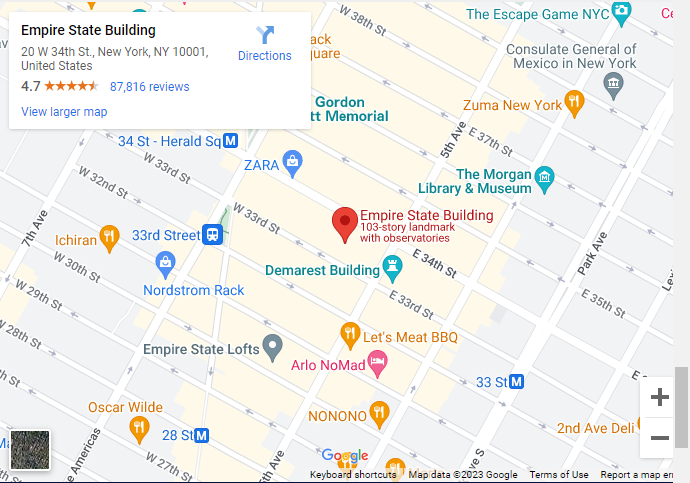 Empire State Building
20 W 34th St., New York, NY 10001,
United States
4.7
87,816 reviews
View larger map
Directions
The Escape Game NYC
W 38th St
Consulate General of
Mexico in New York
Gordon
tt Memorial
Zuma New York
5th Ave
E 37th St
34 St - Herald Sq M
W 33rd St
ZARA
The Morgan
Library & Museum
W 32nd St
7th Ave
33rd Street
W 33rd St
Empire State Building
103-story landmark
with observatories
Ichiran
Park Ave
W 30th St
Demarest Building
E 34th St
Nordstrom Rack
W 29th St
E 33rd St
E 35th St
W 28th St
Let's Meat BBQ
Empire State Lofts
Arlo NoMad
33 St M
Oscar Wilde
NONONO
2nd Ave Deli
28 St M
Americas
W 27th St
Google
Keyboard shortcuts
Map data ©2023 Google
Terms of Use
Report a map